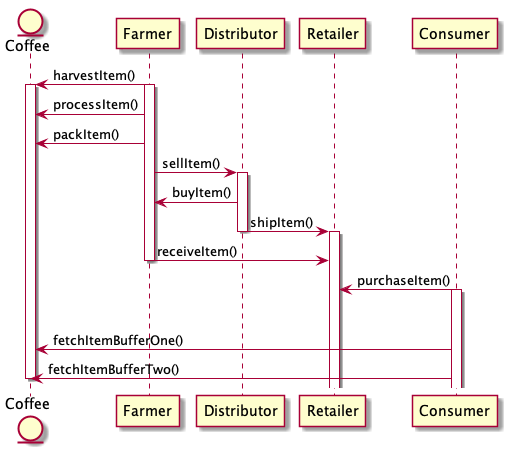 Coffee
Farmer
Distributor
Retailer
Consumer
harvestItem()
processItem()
packItem()
sellItem()
buyItem()
shipItem()
receiveItem()
purchaseItem()
fetchItemBufferOne()
fetchItemBufferTwo()
Coffee
Farmer
Distributor
Retailer
Consumer